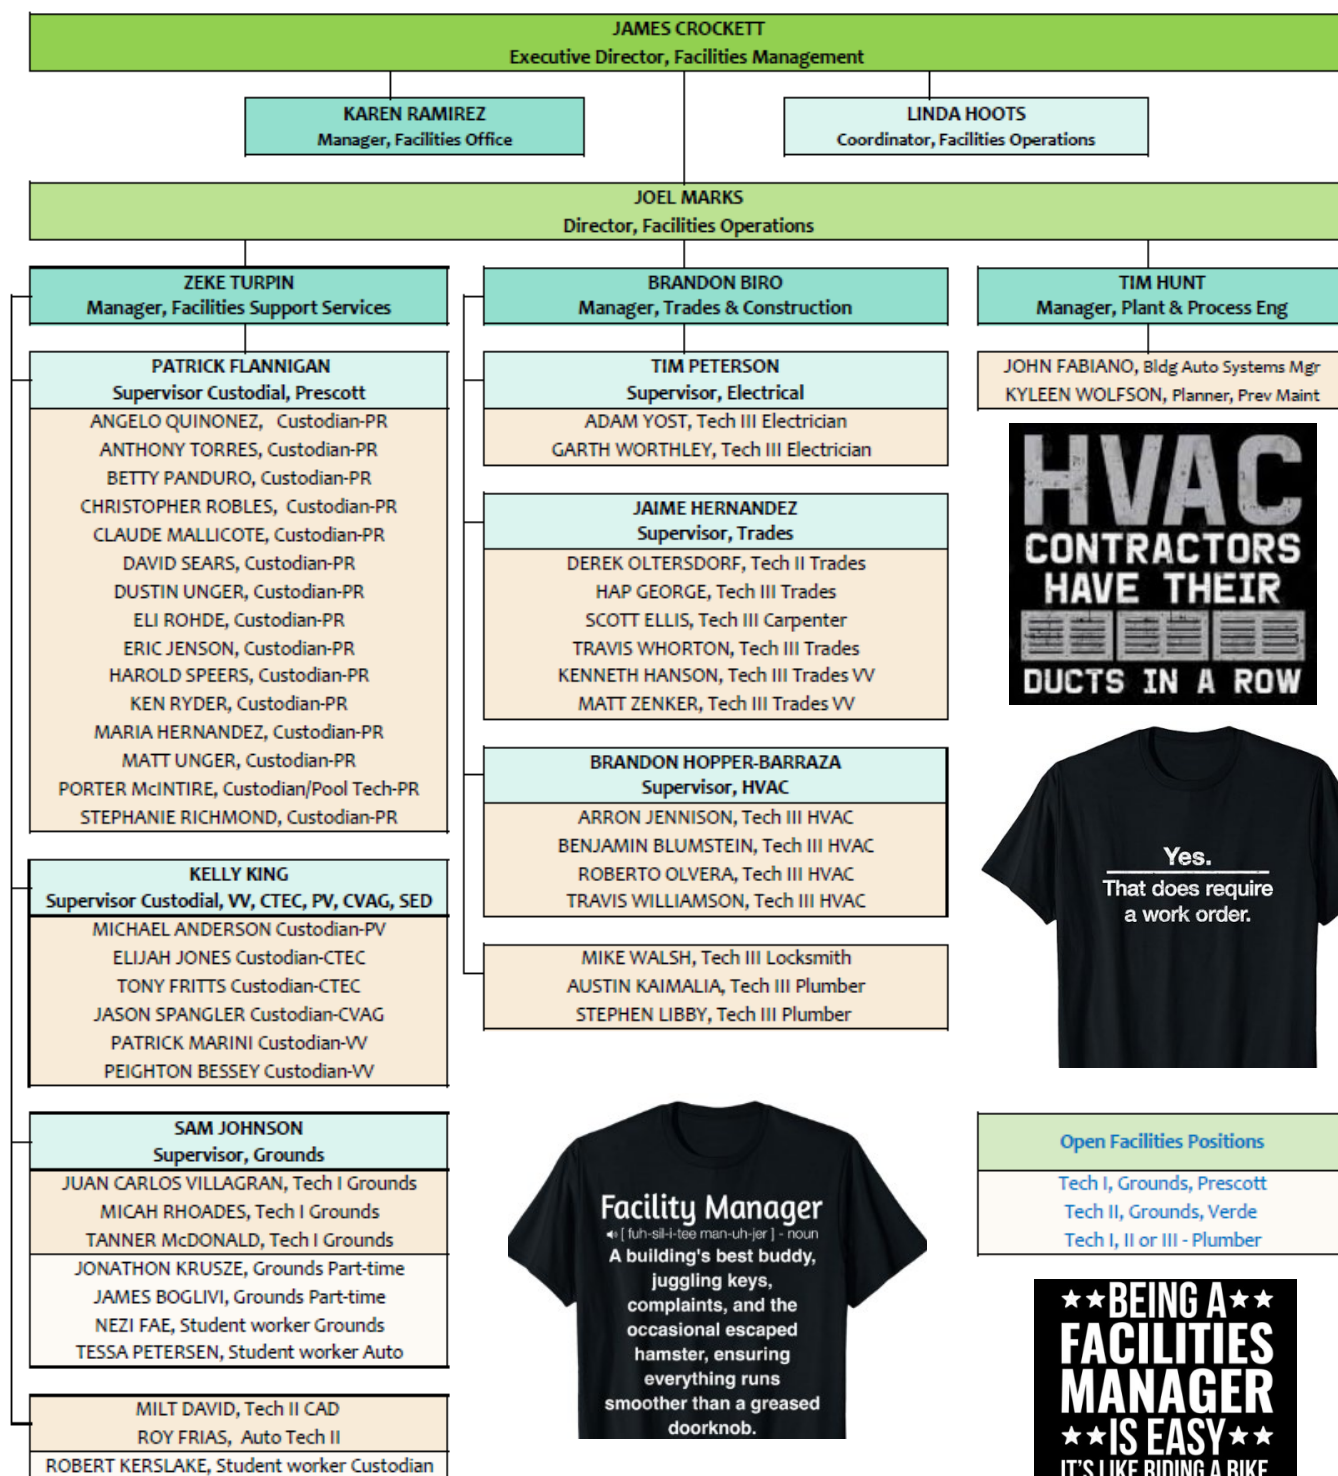 JAMES CROCKETT
Executive Director, Facilities Management
KAREN RAMIREZ
Manager, Facilities Office
LINDA HOOTS
Coordinator, Facilities Operations
JOEL MARKS
Director, Facilities Operations
ZEKE TURPIN
Manager, Facilities Support Services
PATRICK FLANNIGAN
Supervisor Custodial, Prescott
ANGELO QUINONEZ, Custodian-PR
ANTHONY TORRES, Custodian-PR
BETTY PANDURO, Custodian-PR
CHRISTOPHER ROBLES, Custodian-PR
CLAUDE MALLICOTE, Custodian-PR
DAVID SEARS, Custodian-PR
DUSTIN UNGER, Custodian-PR
ELI ROHDE, Custodian-PR
ERIC JENSON, Custodian-PR
HAROLD SPEERS, Custodian-PR
KEN RYDER, Custodian-PR
MARIA HERNANDEZ, Custodian-PR
MATT UNGER, Custodian-PR
PORTER McINTIRE, Custodian/Pool Tech-PR
STEPHANIE RICHMOND, Custodian-PR
KELLY KING
Supervisor Custodial, VV, CTEC, PV, CVAG, SED
MICHAEL ANDERSON Custodian-PV
ELIJAH JONES Custodian-CTEC
TONY FRITTS Custodian-CTEC
JASON SPANGLER Custodian-CVAG
PATRICK MARINI Custodian-VV
PEIGHTON BESSEY Custodian-VV
SAM JOHNSON
Supervisor, Grounds
JUAN CARLOS VILLAGRAN, Tech I Grounds
MICAH RHOADES, Tech I Grounds
TANNER McDONALD, Tech I Grounds
JONATHON KRUSZE, Grounds Part-time
JAMES BOGLIVI, Grounds Part-time
NEZI FAE, Student worker Grounds
TESSA PETERSEN, Student worker Auto
MILT DAVID, Tech II CAD
ROY FRIAS, Auto Tech II
ROBERT KERSLAKE, Student worker Custodian
BRANDON BIRO
Manager, Trades & Construction
TIM PETERSON
Supervisor, Electrical
ADAM YOST, Tech III Electrician
GARTH WORTHLEY, Tech III Electrician
JAIME HERNANDEZ
Supervisor, Trades
DEREK OLTERSDORF, Tech II Trades
HAP GEORGE, Tech III Trades
SCOTT ELLIS, Tech III Carpenter
TRAVIS WHORTON, Tech III Trades
KENNETH HANSON, Tech III Trades VV
MATT ZENKER, Tech III Trades VV
BRANDON HOPPER-BARRAZA
Supervisor, HVAC
ARRON JENNISON, Tech III HVAC
BENJAMIN BLUMSTEIN, Tech III HVAC
ROBERTO OLVERA, Tech III HVAC
TRAVIS WILLIAMSON, Tech III HVAC
MIKE WALSH, Tech III Locksmith
AUSTIN KAIMALIA, Tech III Plumber
STEPHEN LIBBY, Tech III Plumber
Facility Manager
[ fuh-sil-i-tee man-uh-jer ] - noun
A building's best buddy,
juggling keys,
complaints, and the
occasional escaped
hamster, ensuring
everything runs
smoother than a greased
doorknob.
TIM HUNT
Manager, Plant & Process Eng
JOHN FABIANO, Bldg Auto Systems Mgr
KYLEEN WOLFSON, Planner, Prev Maint
HVAC
CONTRACTORS
HAVE THEIR
DUCTS IN A ROW
Yes.
That does require
a work order.
Open Facilities Positions
Tech I, Grounds, Prescott
Tech II, Grounds, Verde
Tech I, II or III - Plumber
BEING A
FACILITIES
MANAGER
IS EASY
IT'S LIKE RIDING A BIKE